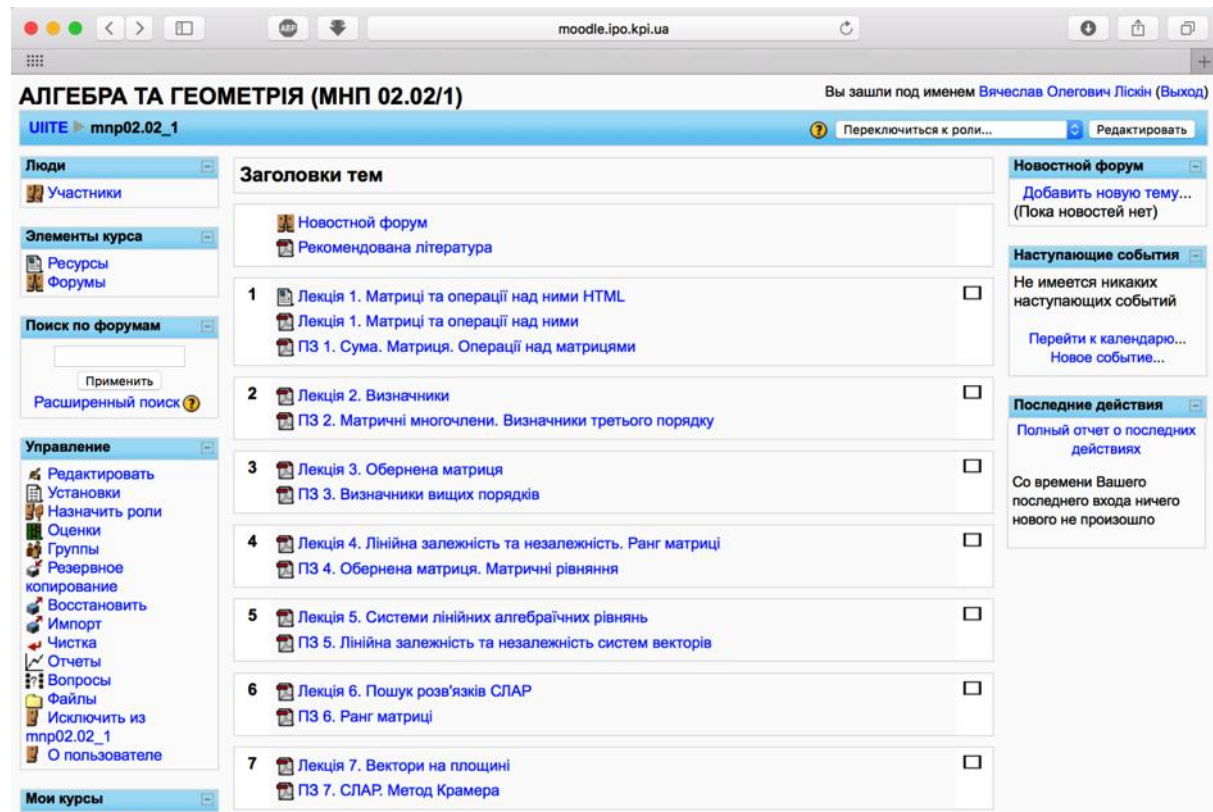 moodle.ipo.kpi.ua
АЛГЕБРА ТА ГЕОМЕТРІЯ (МНП 02.02/1)
Вы зашли под именем Вячеслав Олегович Ліскін (Выход)
UIITE ► mnp02.02_1
Переключиться к роли...
Редактировать
Люди
Участники
Элементы курса
Ресурсы
Форумы
Поиск по форумам
Применить
Расширенный поиск
Управление
Редактировать
Установки
Назначить роли
Оценки
Группы
Резервное
копирование
Восстановить
Импорт
Чистка
Отчеты
Вопросы
Файлы
Исключить из
mnp02.02_1
О пользователе
Мои курсы
Заголовки тем
Новостной форум
Рекомендована література
1 Лекція 1. Матриці та операції над ними HTML
Лекція 1. Матриці та операції над ними
ПЗ 1. Сума. Матриця. Операції над матрицями
2 Лекція 2. Визначники
ПЗ 2. Матричні многочлени. Визначники третього порядку
3 Лекція 3. Обернена матриця
ПЗ 3. Визначники вищих порядків
4 Лекція 4. Лінійна залежність та незалежність. Ранг матриці
ПЗ 4. Обернена матриця. Матричні рівняння
5 Лекція 5. Системи лінійних алгебраїчних рівнянь
ПЗ 5. Лінійна залежність та незалежність систем векторів
6 Лекція 6. Пошук розв'язків СЛАР
ПЗ 6. Ранг матриці
7 Лекція 7. Вектори на площині
ПЗ 7. СЛАР. Метод Крамера
Новостной форум
Добавить новую тему...
(Пока новостей нет)
Наступающие события
Не имеется никаких
наступающих событий
Перейти к календарю...
Новое событие...
Последние действия
Полный отчет о последних
действиях
Со времени Вашего
последнего входа ничего
нового не произошло